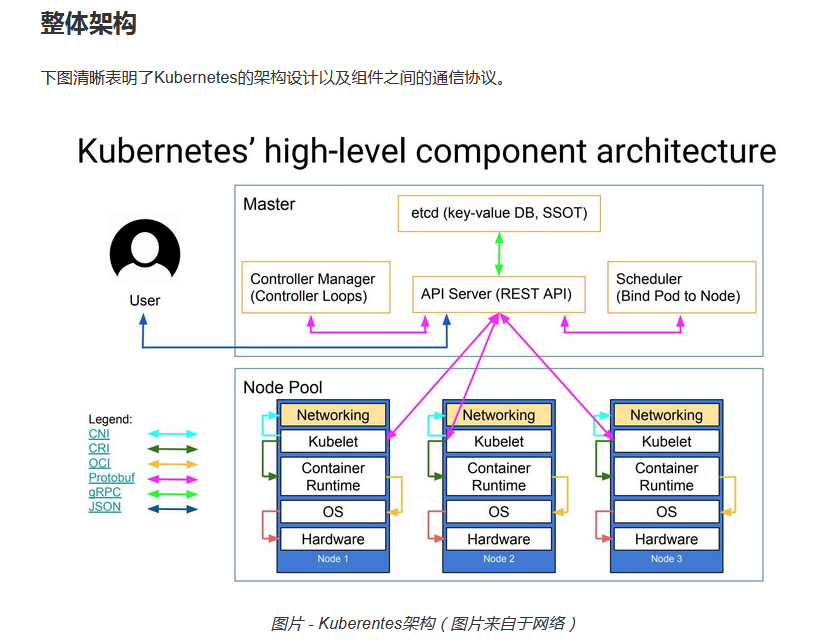 整体架构
下图清晰表明了Kubernetes的架构设计以及组件之间的通信协议。
Kubernetes’ high-level component architecture
Master
etcd (key-value DB, SSOT)
Controller Manager
(Controller Loops)
API Server (REST API)
Scheduler
(Bind Pod to Node)
User
Node Pool
Legend:
CNI
CRI
OCI
Protobuf
gRPC
JSON
Networking
Kubelet
Container
Runtime
OS
Hardware
Node 1
Networking
Kubelet
Container
Runtime
OS
Hardware
Node 2
Networking
Kubelet
Container
Runtime
OS
Hardware
Node 3
图片 - Kuberentes架构（图片来自于网络）